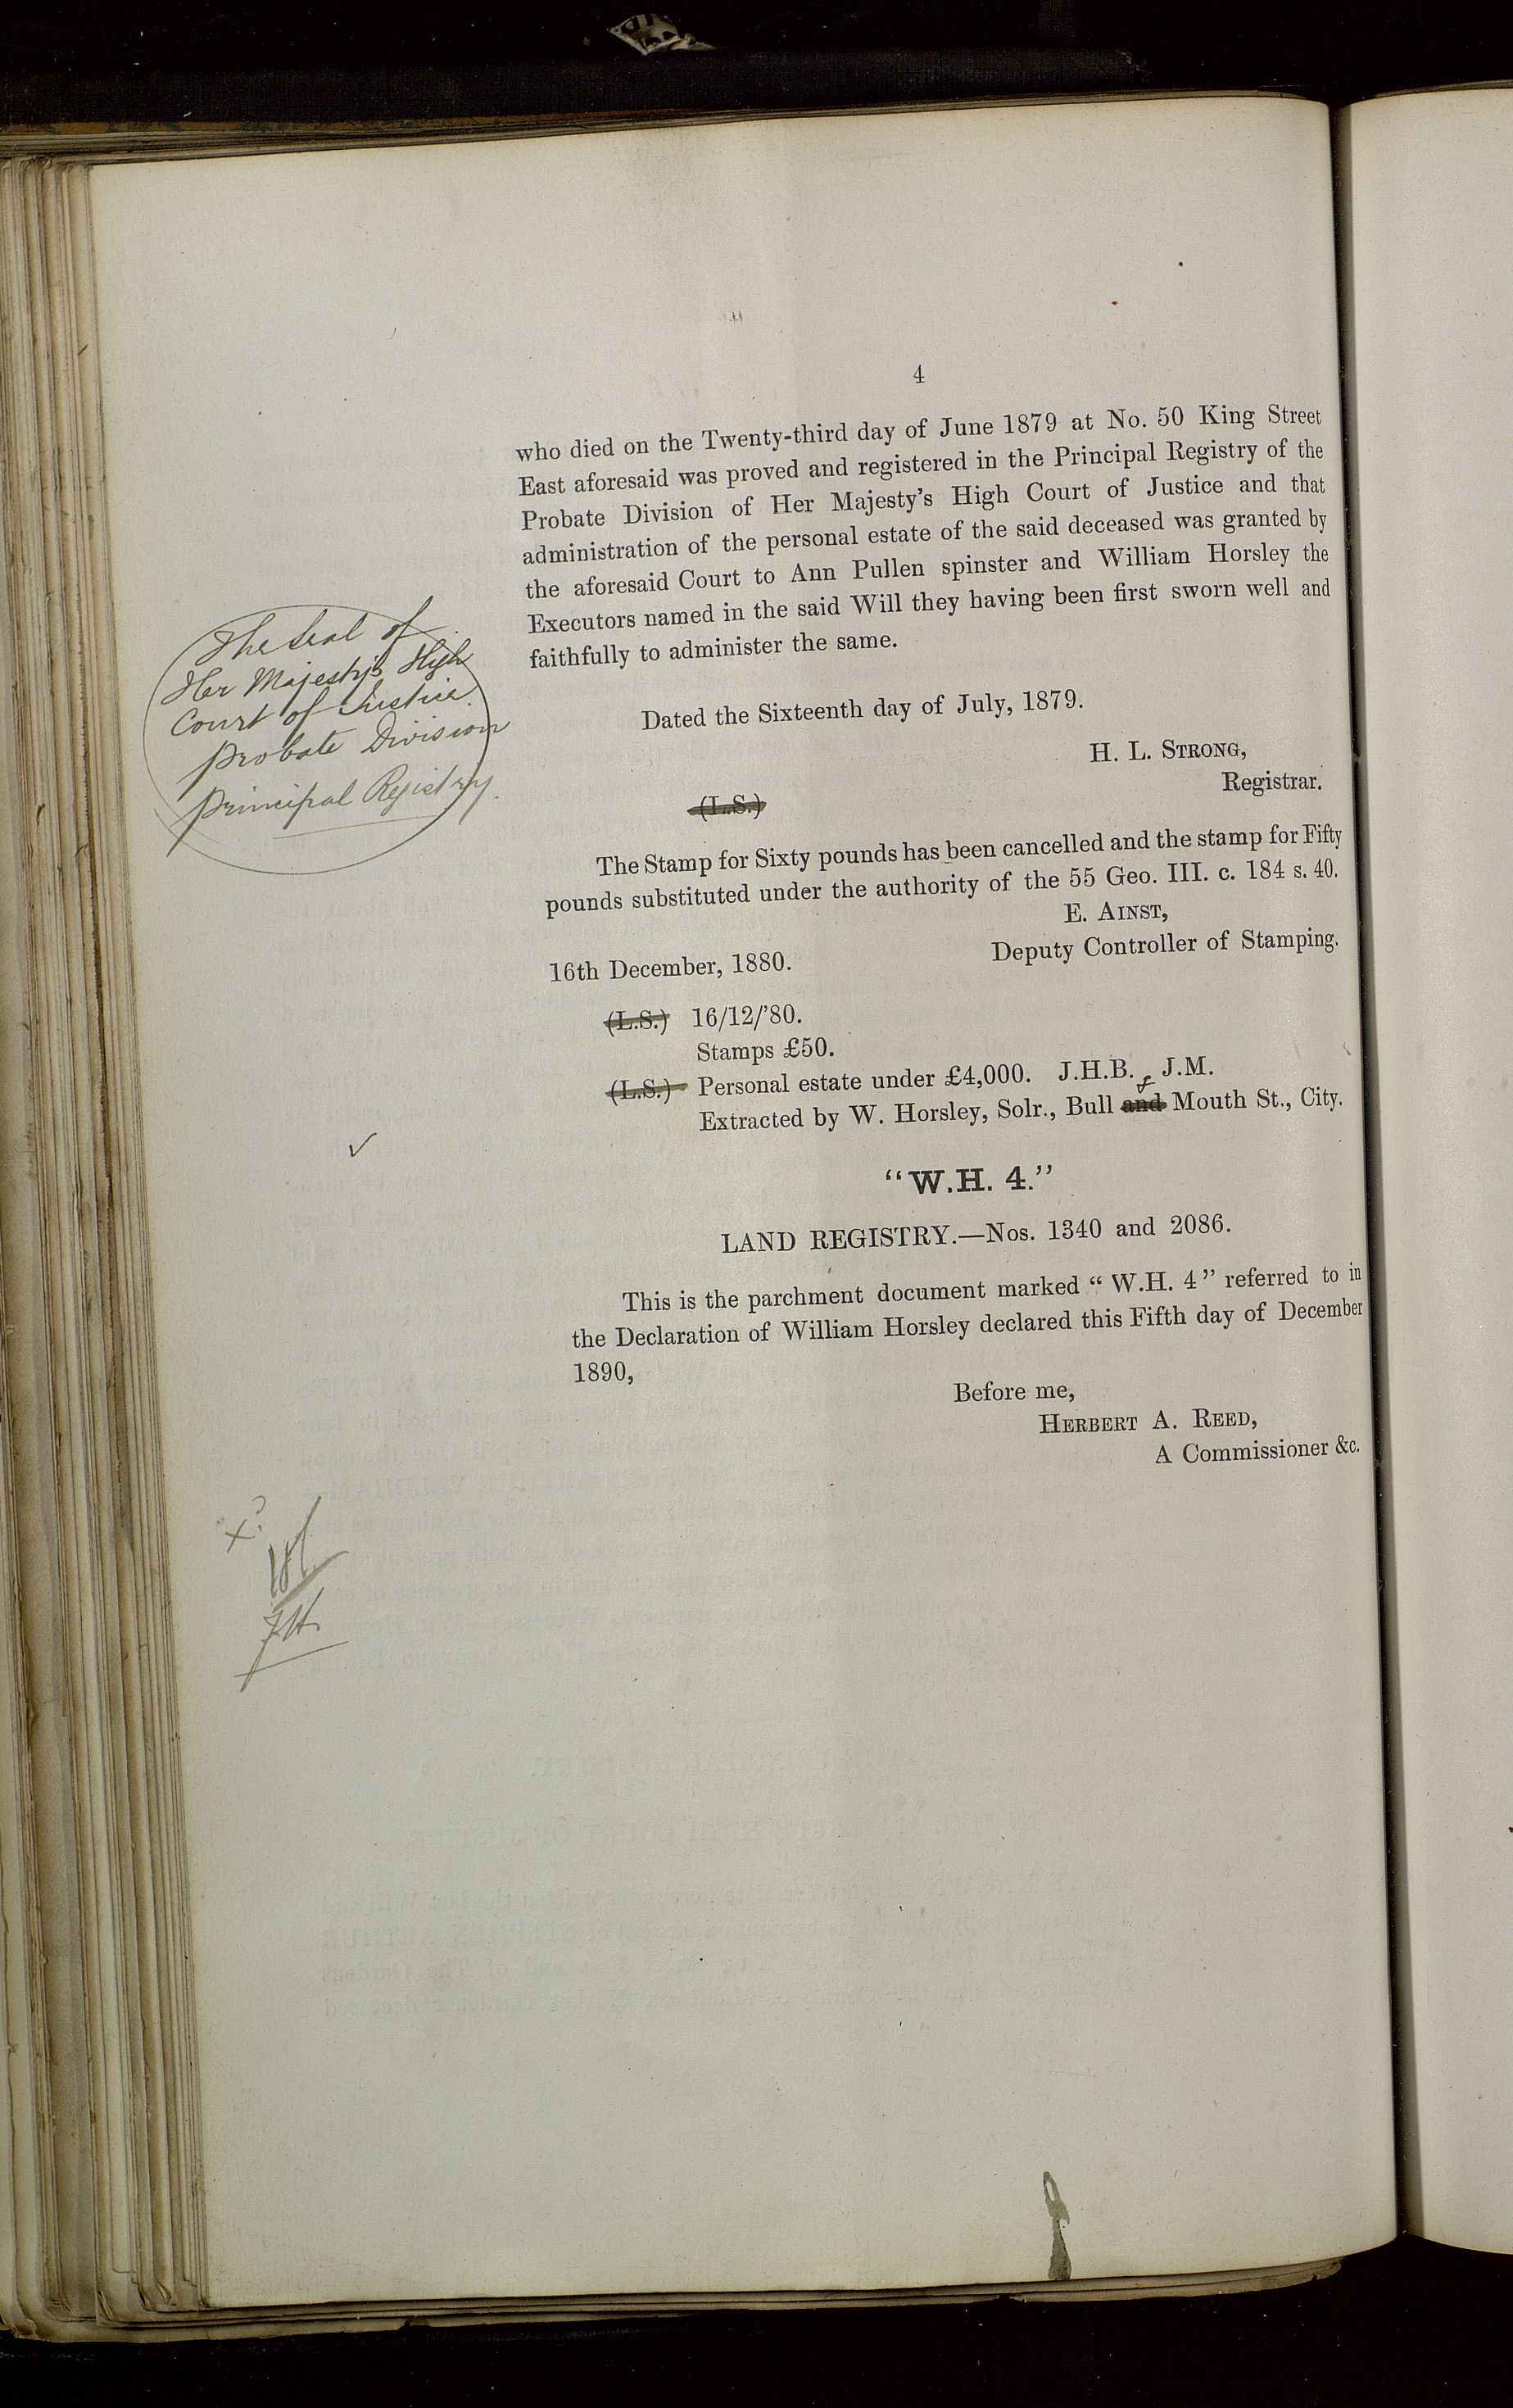 4
who died on the Twenty-third day of June 1879 at No. 50 King Street
East aforesaid was proved and registered in the Principal Registry of the
Probate Division of Her Majesty's High Court of Justice and that
administration of the personal estate of the said deceased was granted by
the aforesaid Court to Ann Pullen spinster and William Horsley the
Executors named in the said Will they having been first sworn well and
faithfully to administer the same.
The Seal of
Her Majesty's High
Court of Justice.
Probate Division
Principal Registry.
Dated the Sixteenth day of July, 1879.
H. L. STRONG,
Registrar.
(L.S.)
The Stamp for Sixty pounds has been cancelled and the stamp for Fifty
pounds substituted under the authority of the 55 Geo. III. c. 184 s. 40.
E. AINST,
Deputy Controller of Stamping.
16th December, 1880.
(L.S.) 16/12/'80.
Stamps £50.
(L.S.) Personal estate under £4,000. J.H.B. J.M.
Extracted by W. Horsley, Solr., Bull and Mouth St., City.
"W.H. 4."
LAND REGISTRY.—Nos. 1340 and 2086.
This is the parchment document marked "W.H. 4" referred to in
the Declaration of William Horsley declared this Fifth day of December
1890,
Before me,
HERBERT A. REED,
A Commissioner &c.